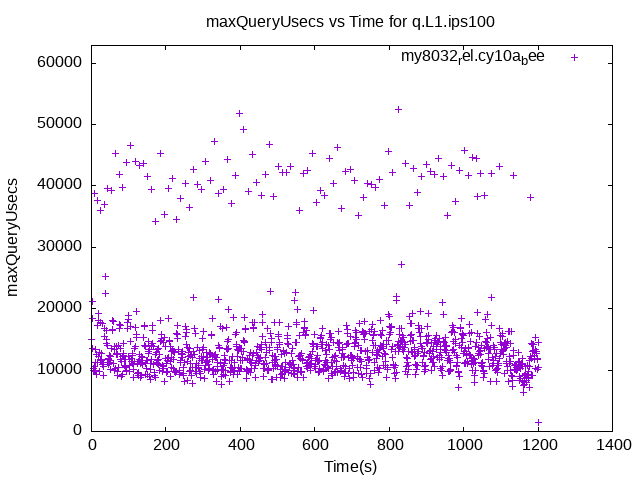 maxQueryUsecs vs Time for q.L1.ips100
my8032rel.cy10abee
60000
50000
40000
30000
20000
10000
0
maxQueryUsecs
0 200 400 600 800 1000 1200 1400
Time(s)